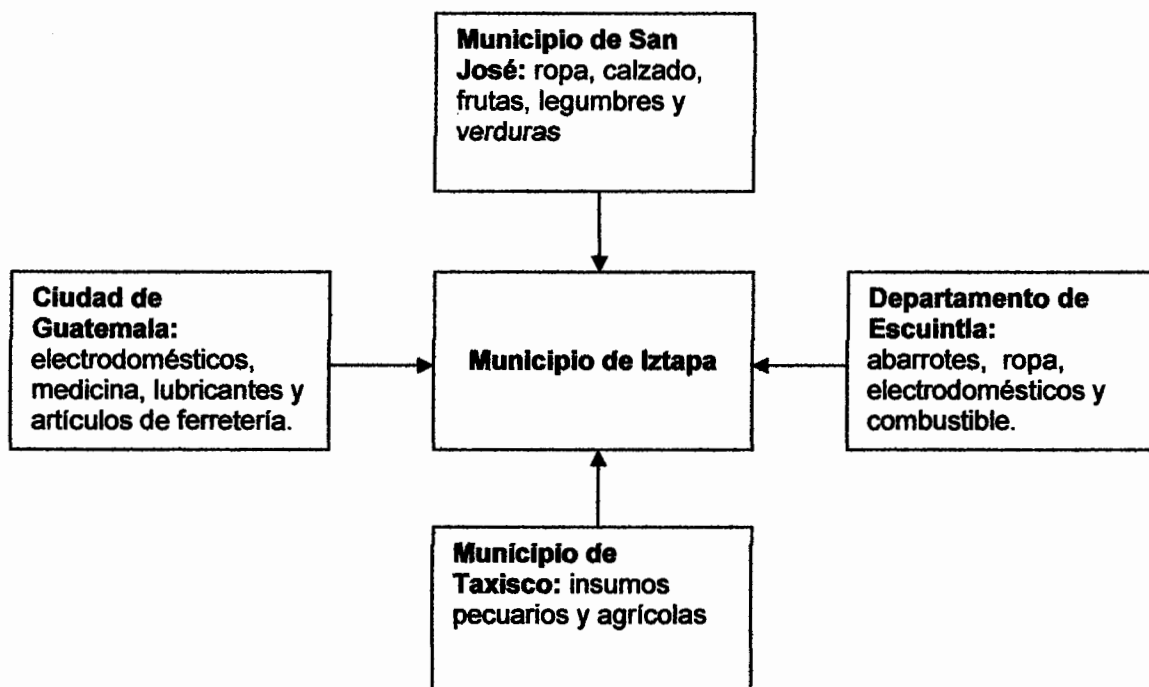 Municipio de San
José: ropa, calzado,
frutas, legumbres y
verduras
Ciudad de
Guatemala:
electrodomésticos,
medicina, lubricantes y
artículos de ferretería.
Municipio de Iztapa
Departamento de
Escuintla:
abarrotes, ropa,
electrodomésticos y
combustible.
Municipio de
Taxisco: insumos
pecuarios y agrícolas